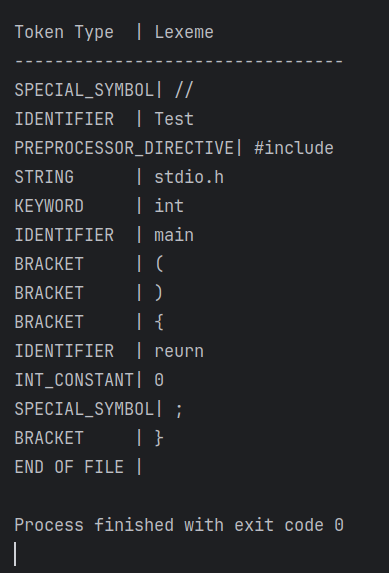 Token Type  | Lexeme
---------------------------------
SPECIAL_SYMBOL| //
IDENTIFIER  | Test
PREPROCESSOR_DIRECTIVE| #include
STRING      | stdio.h
KEYWORD     | int
IDENTIFIER  | main
BRACKET     | (
BRACKET     | )
BRACKET     | {
IDENTIFIER  | reurn
INT_CONSTANT| 0
SPECIAL_SYMBOL| ;
BRACKET     | }
END OF FILE |
Process finished with exit code 0